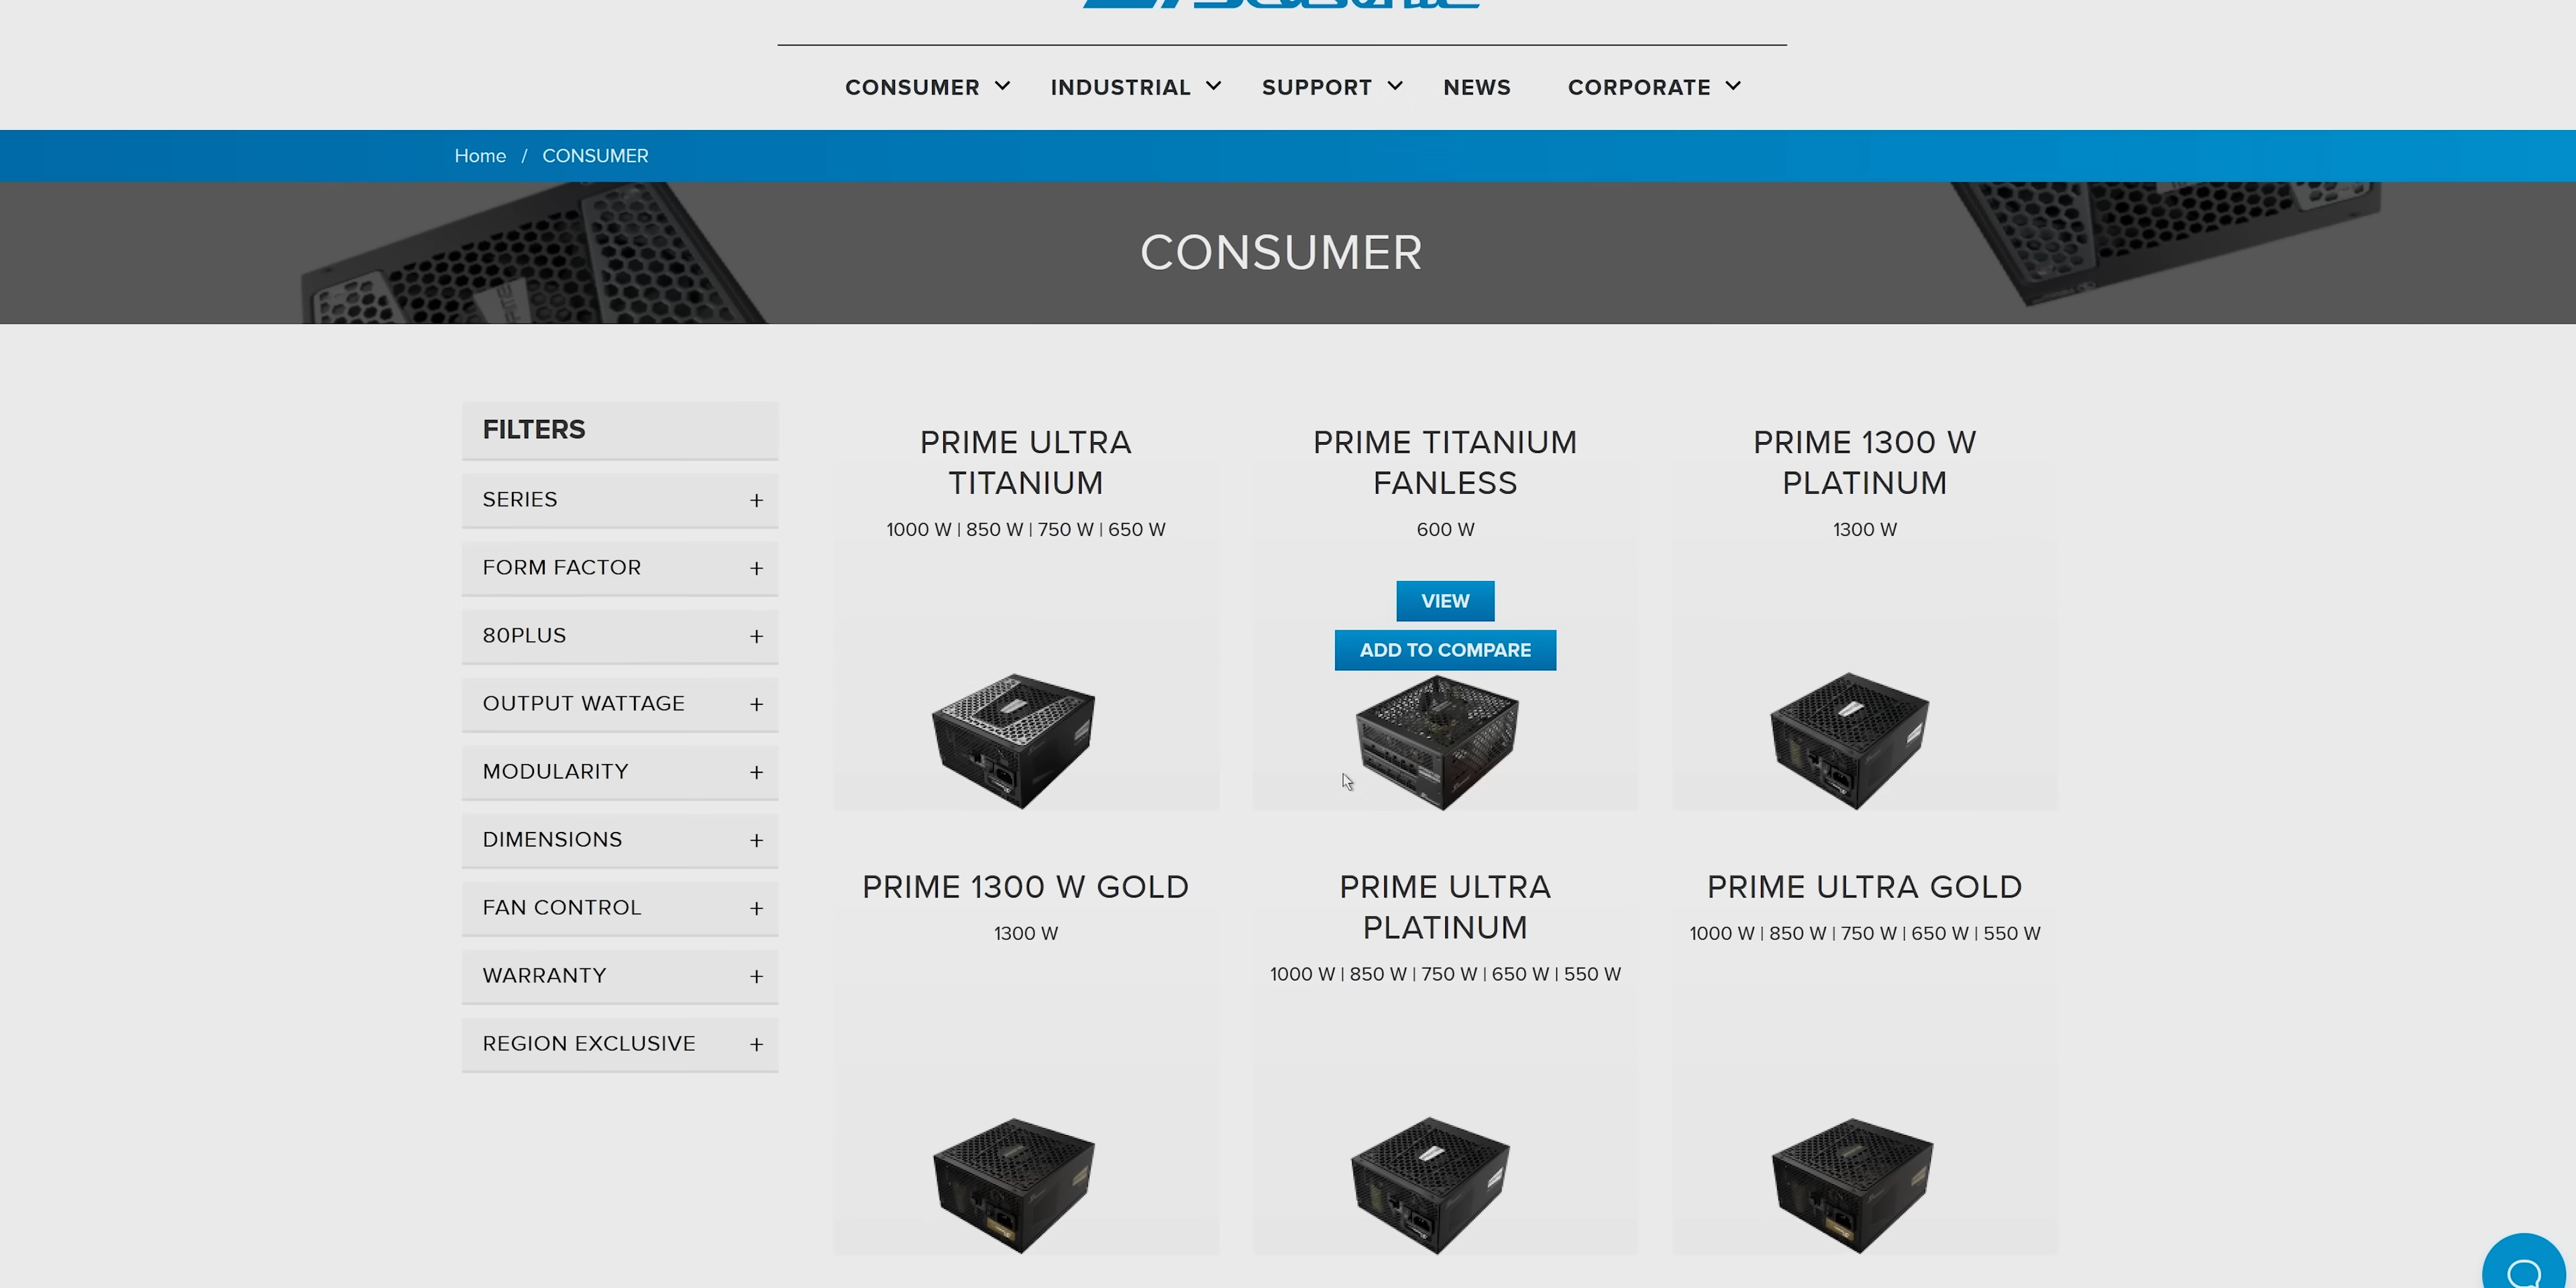 CONSUMER INDUSTRIAL SUPPORT NEWS CORPORATE
Home / CONSUMER
CONSUMER
FILTERS
SERIES +
FORM FACTOR +
80PLUS +
OUTPUT WATTAGE +
MODULARITY +
DIMENSIONS +
FAN CONTROL +
WARRANTY +
REGION EXCLUSIVE +
PRIME ULTRA
TITANIUM
1000 W | 850 W | 750 W | 650 W
PRIME TITANIUM
FANLESS
600 W
VIEW
ADD TO COMPARE
PRIME 1300 W
PLATINUM
1300 W
PRIME 1300 W GOLD
1300 W
PRIME ULTRA
PLATINUM
1000 W | 850 W | 750 W | 650 W | 550 W
PRIME ULTRA GOLD
1000 W | 850 W | 750 W | 650 W | 550 W